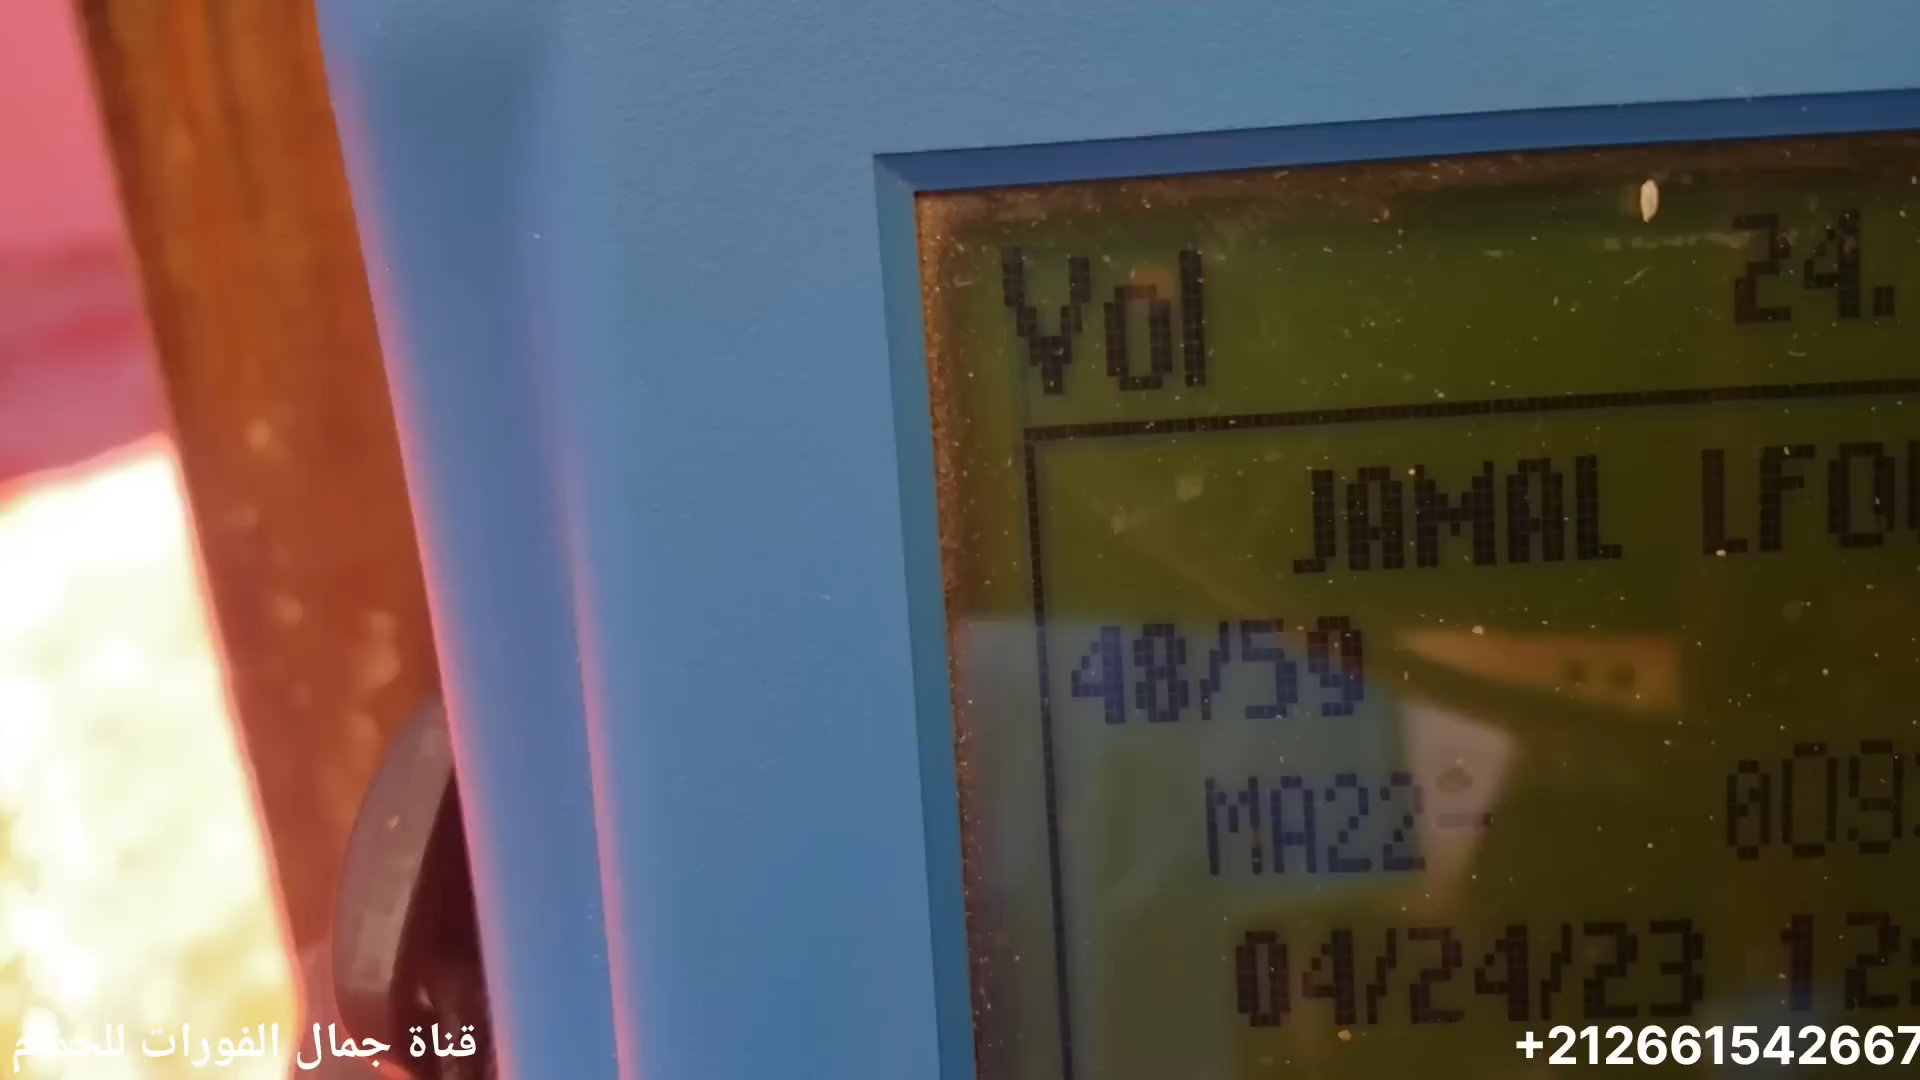 Vol 24.
JAMAL LFO
48/59
MA22- 009
04/24/23 12:
قناة جمال الفورات للحمام
+212661542667